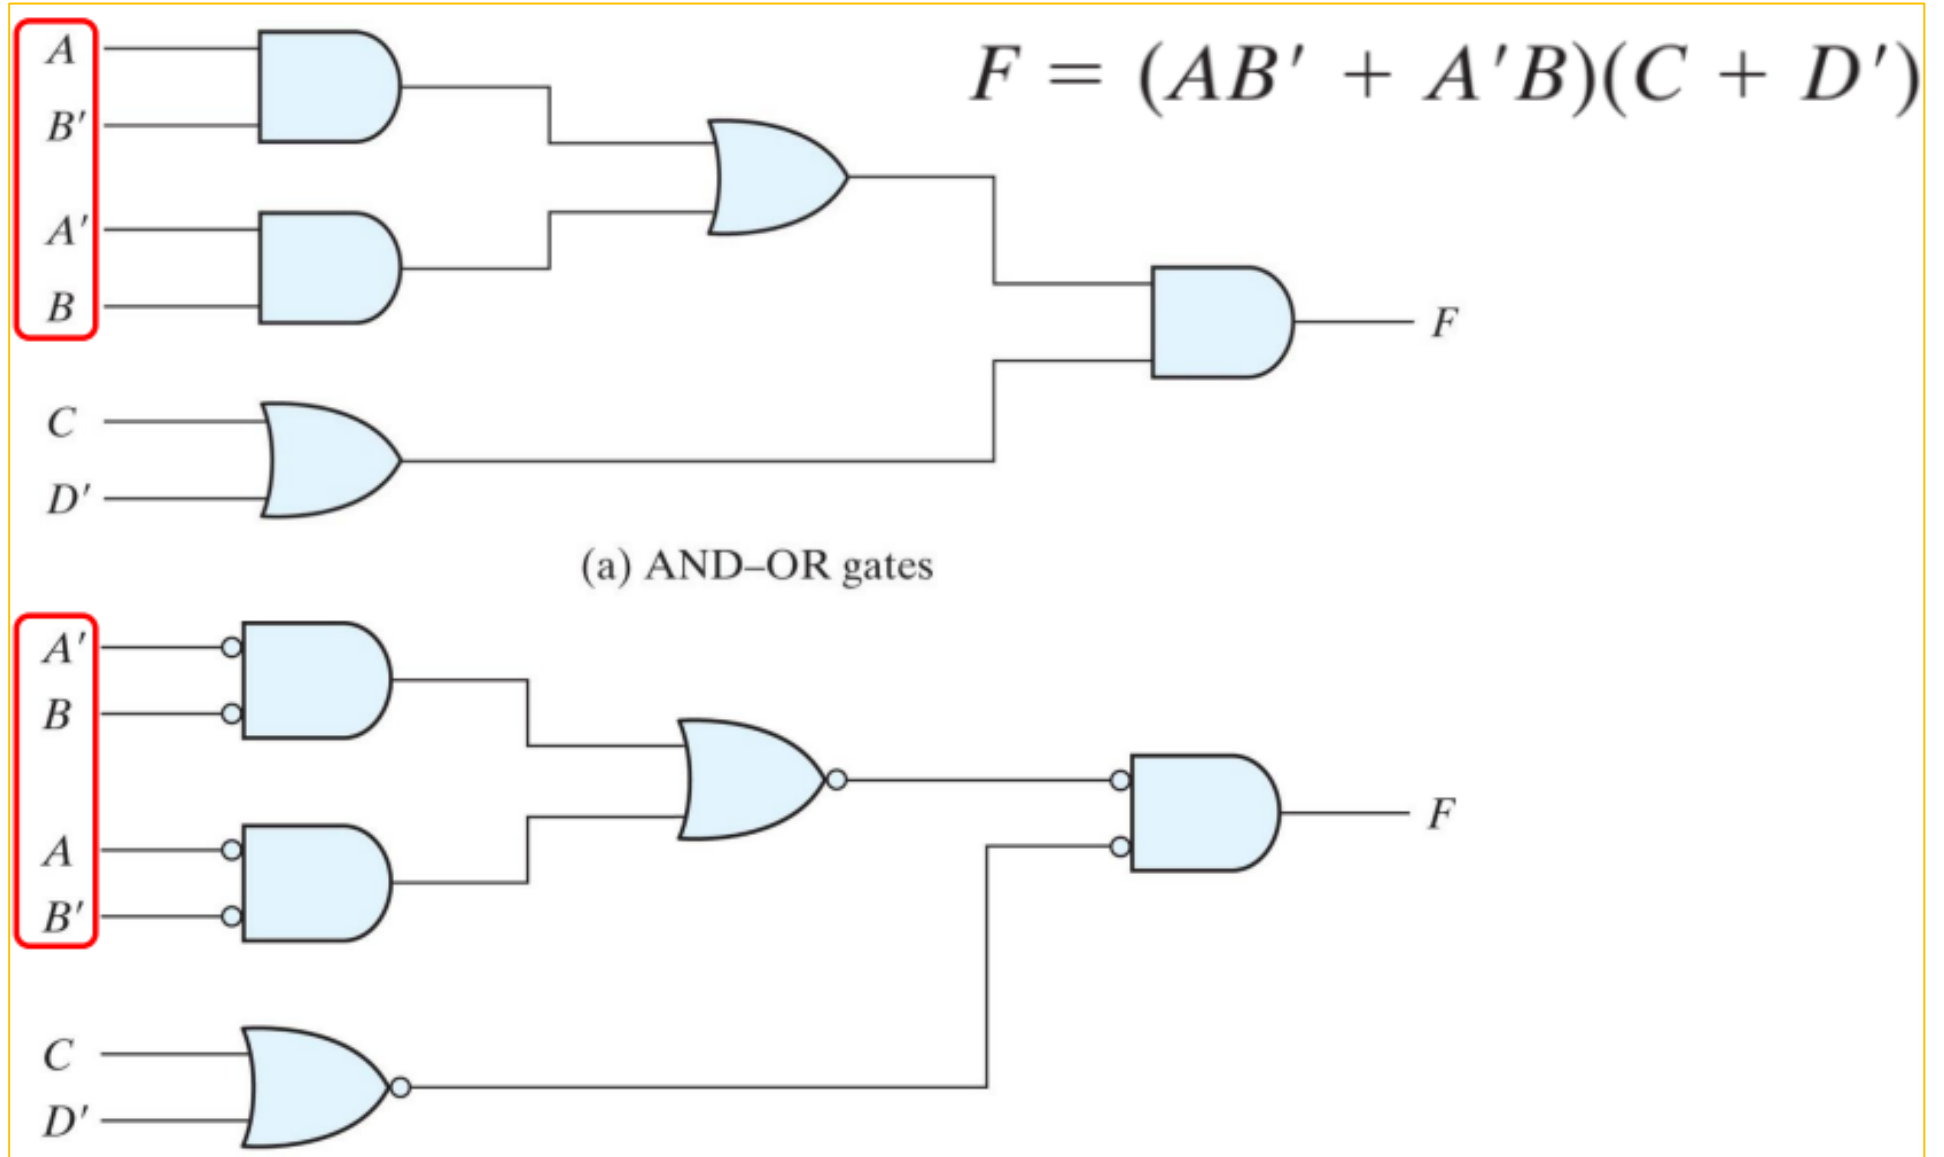 A
F = (AB′ + A′B)(C + D′)
B′
A′
B
F
C
D′
(a) AND–OR gates
A′
B
F
A
B′
C
D′